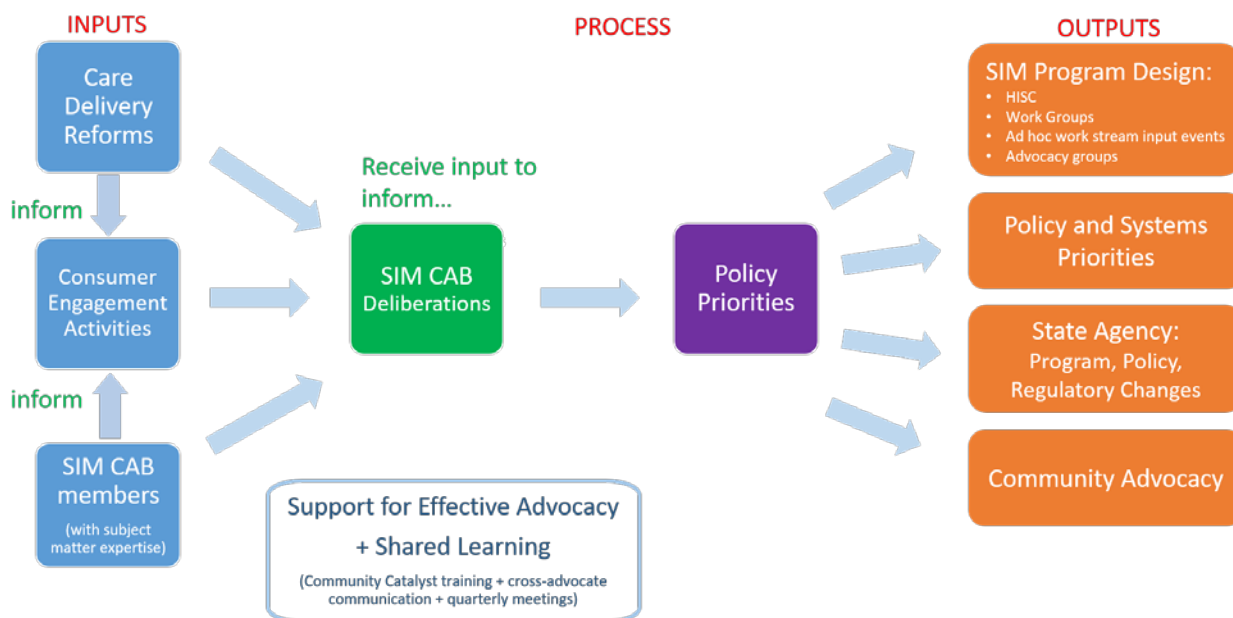 INPUTS
PROCESS
OUTPUTS
Care
Delivery
Reforms
inform
Consumer
Engagement
Activities
inform
SIM CAB
members
(with subject
matter expertise)
Receive input to
inform...
SIM CAB
Deliberations
Support for Effective Advocacy
+ Shared Learning
(Community Catalyst training + cross-advocate
communication + quarterly meetings)
Policy
Priorities
SIM Program Design:
• HISC
• Work Groups
• Ad hoc work stream input events
• Advocacy groups
Policy and Systems
Priorities
State Agency:
Program, Policy,
Regulatory Changes
Community Advocacy